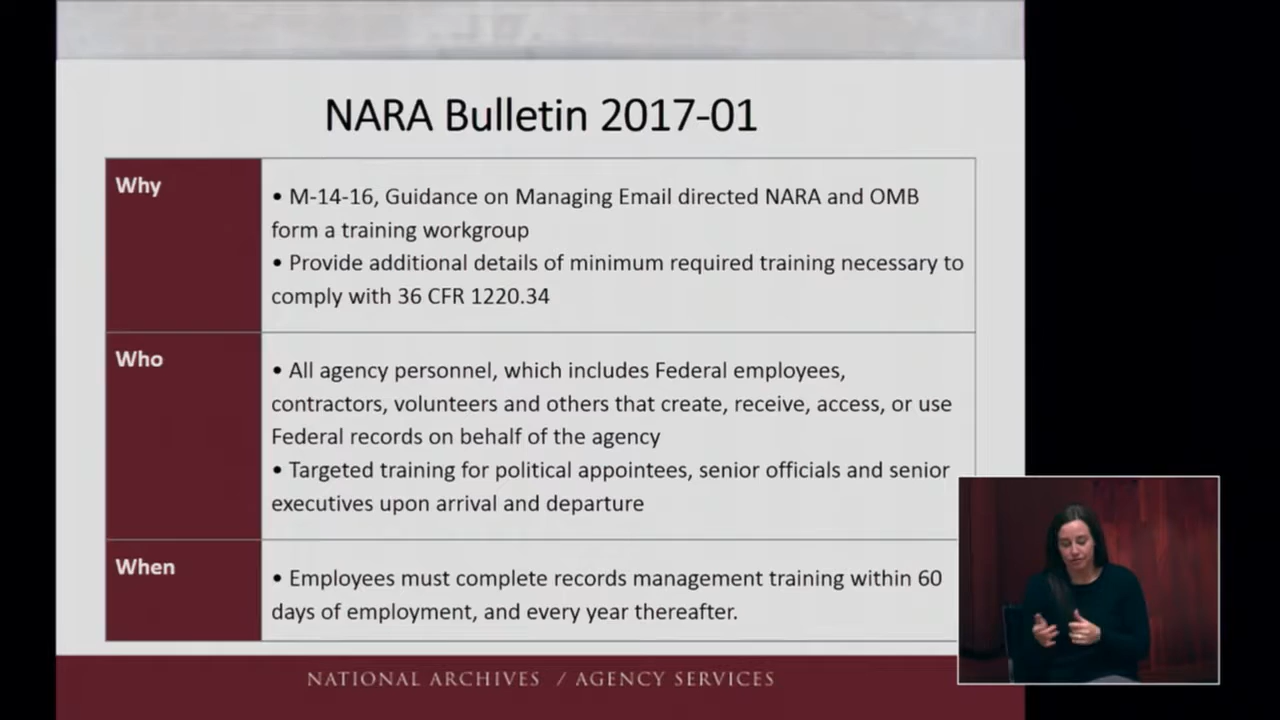 NARA Bulletin 2017-01
Why
• M-14-16, Guidance on Managing Email directed NARA and OMB
form a training workgroup
• Provide additional details of minimum required training necessary to
comply with 36 CFR 1220.34
Who
• All agency personnel, which includes Federal employees,
contractors, volunteers and others that create, receive, access, or use
Federal records on behalf of the agency
• Targeted training for political appointees, senior officials and senior
executives upon arrival and departure
When
• Employees must complete records management training within 60
days of employment, and every year thereafter.
NATIONAL ARCHIVES / AGENCY SERVICES